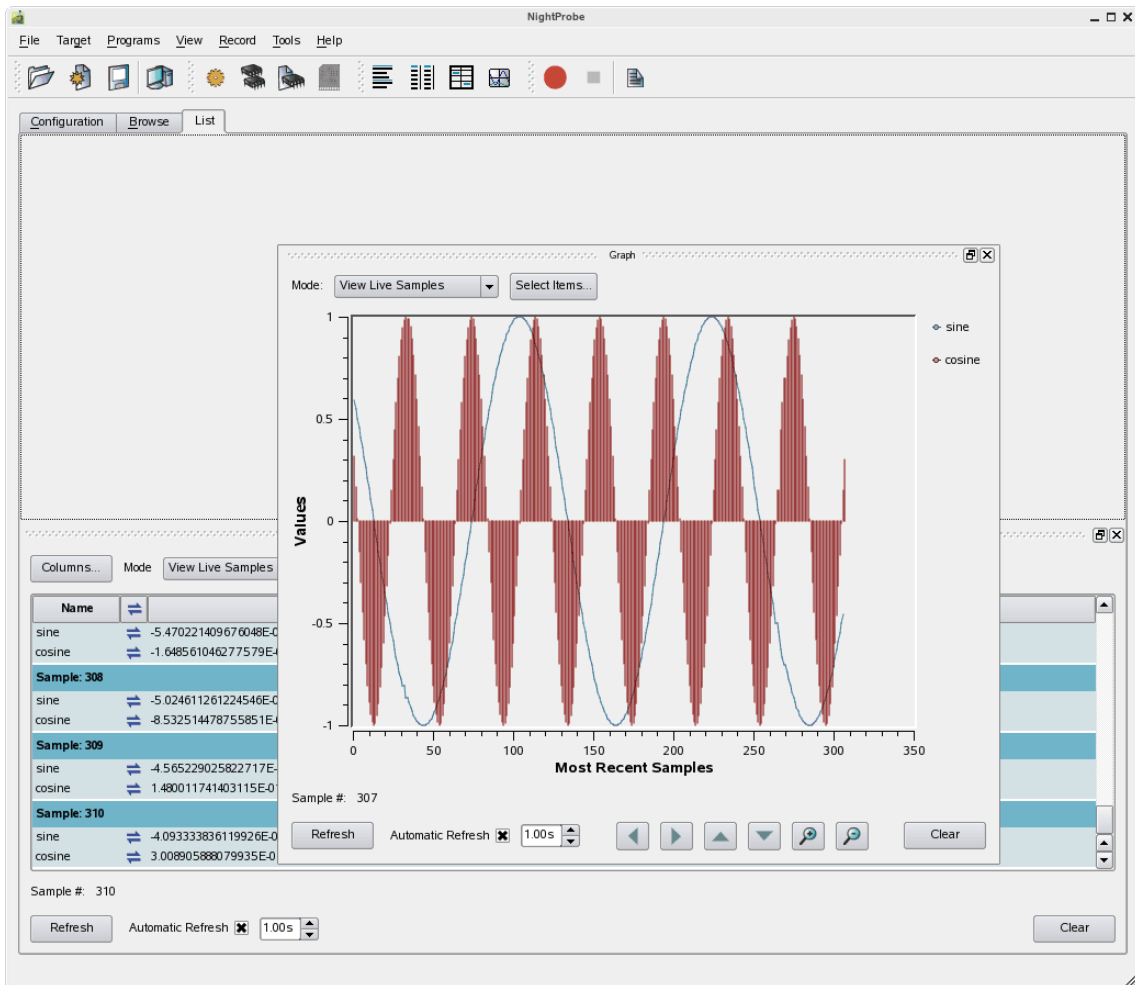 NightProbe
File Target Programs View Record Tools Help
Configuration Browse List
Graph
Mode: View Live Samples Select Items...
1
0.5
0
-0.5
-1
Values
0 50 100 150 200 250 300 350
Most Recent Samples
sine
cosine
Sample #: 307
Refresh Automatic Refresh 1.00s Clear
Columns... Mode View Live Samples
Name
sine -5.470221409676048E-0
cosine -1.648561046277579E-
Sample: 308
sine -5.024611261224546E-0
cosine -8.532514478755851E-
Sample: 309
sine -4.565229025822717E-
cosine 1.480011741403115E-0
Sample: 310
sine -4.093333836119926E-0
cosine 3.008905888079935E-0
Sample #: 310
Refresh Automatic Refresh 1.00s Clear